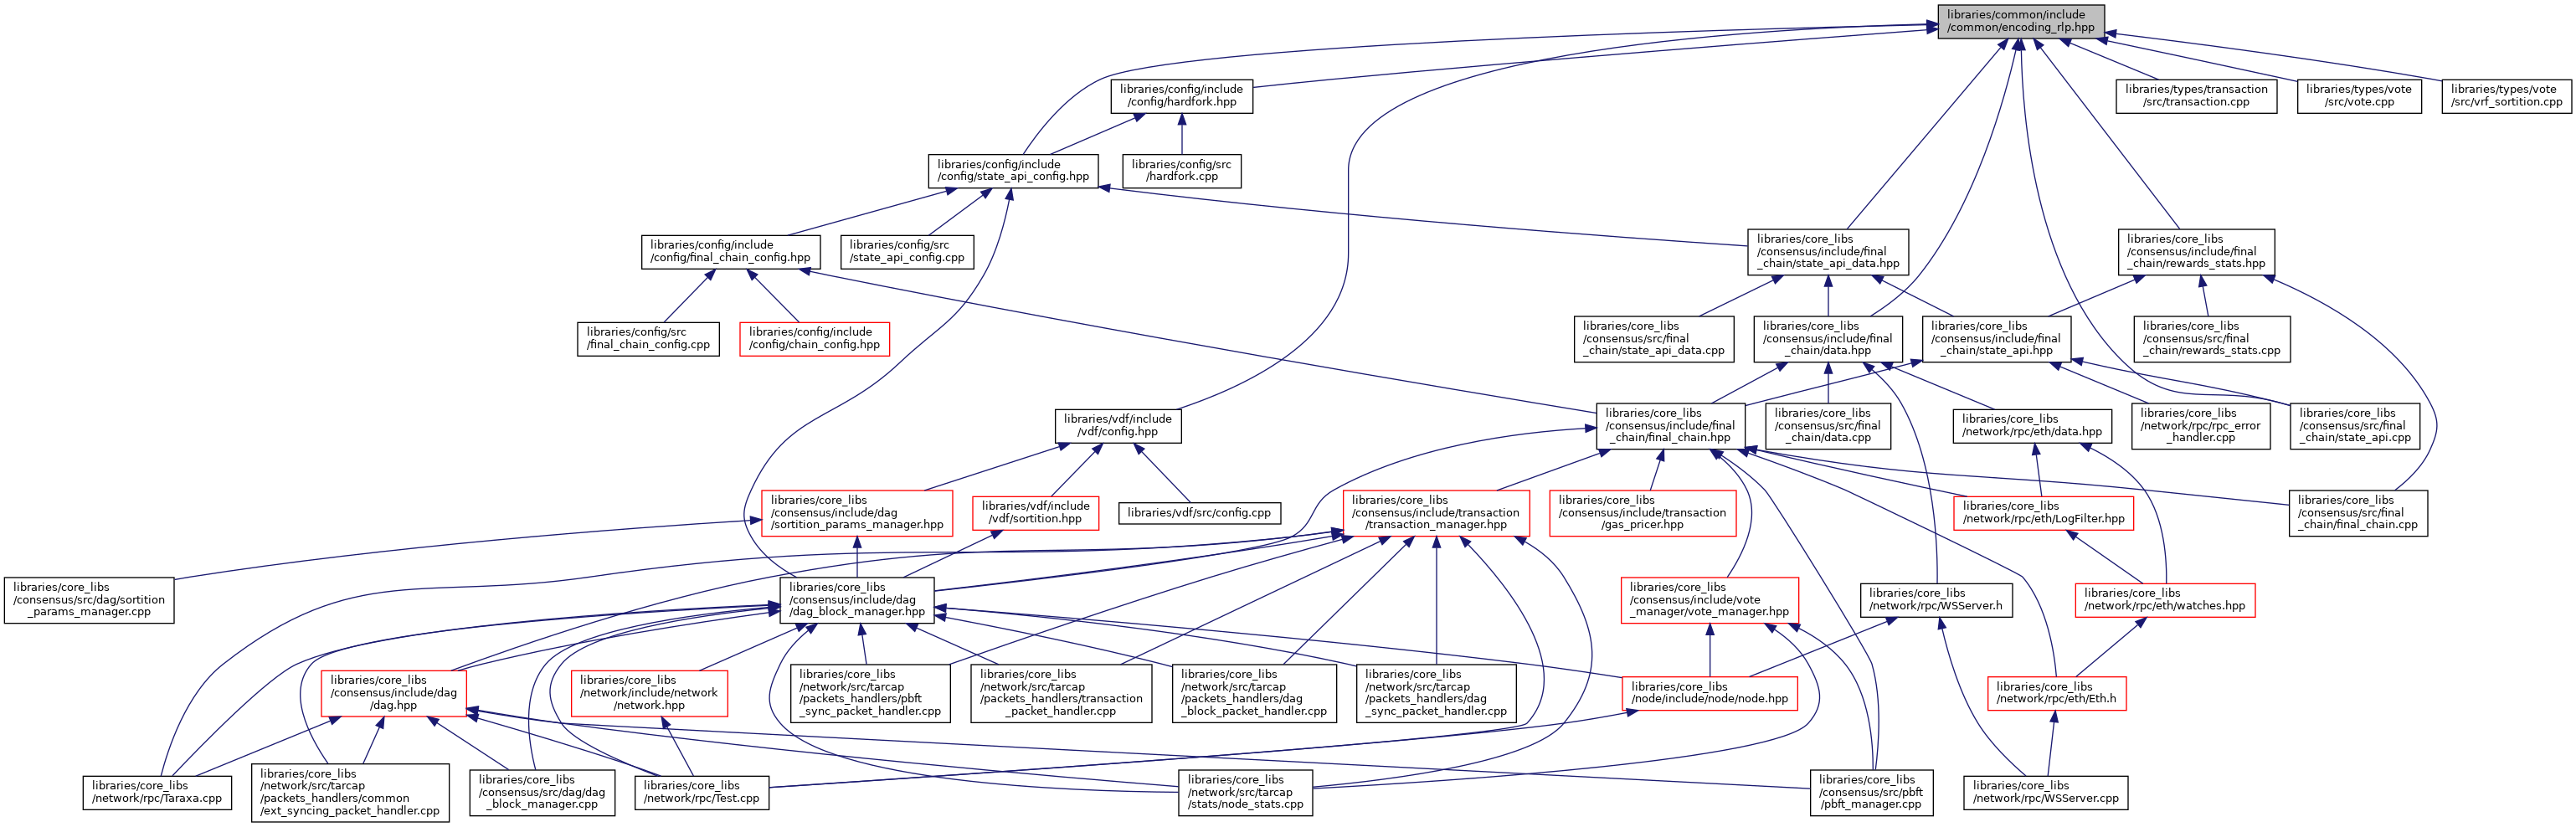 libraries/common/include
/common/encoding_rlp.hpp
libraries/config/include
/config/hardfork.hpp
libraries/types/transaction
/src/transaction.cpp
libraries/types/vote
/src/vote.cpp
libraries/types/vote
/src/vrf_sortition.cpp
libraries/config/include
/config/state_api_config.hpp
libraries/config/src
/hardfork.cpp
libraries/config/include
/config/final_chain_config.hpp
libraries/config/src
/state_api_config.cpp
libraries/core_libs
/consensus/include/final
_chain/state_api_data.hpp
libraries/core_libs
/consensus/include/final
_chain/rewards_stats.hpp
libraries/config/src
/final_chain_config.cpp
libraries/config/include
/config/chain_config.hpp
libraries/core_libs
/consensus/src/final
_chain/state_api_data.cpp
libraries/core_libs
/consensus/include/final
_chain/data.hpp
libraries/core_libs
/consensus/include/final
_chain/state_api.hpp
libraries/core_libs
/consensus/src/final
_chain/rewards_stats.cpp
libraries/vdf/include
/vdf/config.hpp
libraries/core_libs
/consensus/include/final
_chain/final_chain.hpp
libraries/core_libs
/consensus/src/final
_chain/data.cpp
libraries/core_libs
/network/rpc/eth/data.hpp
libraries/core_libs
/network/rpc/rpc_error
_handler.cpp
libraries/core_libs
/consensus/src/final
_chain/state_api.cpp
libraries/core_libs
/consensus/include/dag
/sortition_params_manager.hpp
libraries/vdf/include
/vdf/sortition.hpp
libraries/vdf/src/config.cpp
libraries/core_libs
/consensus/include/transaction
/transaction_manager.hpp
libraries/core_libs
/consensus/include/transaction
/gas_pricer.hpp
libraries/core_libs
/network/rpc/eth/LogFilter.hpp
libraries/core_libs
/consensus/src/final
_chain/final_chain.cpp
libraries/core_libs
/consensus/src/dag/sortition
_params_manager.cpp
libraries/core_libs
/consensus/include/dag
/dag_block_manager.hpp
libraries/core_libs
/consensus/include/vote
_manager/vote_manager.hpp
libraries/core_libs
/network/rpc/WSServer.h
libraries/core_libs
/network/rpc/eth/watches.hpp
libraries/core_libs
/consensus/include/dag
/dag.hpp
libraries/core_libs
/network/include/network
/network.hpp
libraries/core_libs
/network/src/tarcap
/packets_handlers/pbft
_sync_packet_handler.cpp
libraries/core_libs
/network/src/tarcap
/packets_handlers/transaction
_packet_handler.cpp
libraries/core_libs
/network/src/tarcap
/packets_handlers/dag
_block_packet_handler.cpp
libraries/core_libs
/network/src/tarcap
/packets_handlers/dag
_sync_packet_handler.cpp
libraries/core_libs
/node/include/node/node.hpp
libraries/core_libs
/network/rpc/eth/Eth.h
libraries/core_libs
/network/rpc/Taraxa.cpp
libraries/core_libs
/network/src/tarcap
/packets_handlers/common
/ext_syncing_packet_handler.cpp
libraries/core_libs
/consensus/src/dag/dag
_block_manager.cpp
libraries/core_libs
/network/rpc/Test.cpp
libraries/core_libs
/network/src/tarcap
/stats/node_stats.cpp
libraries/core_libs
/consensus/src/pbft
/pbft_manager.cpp
libraries/core_libs
/network/rpc/WSServer.cpp